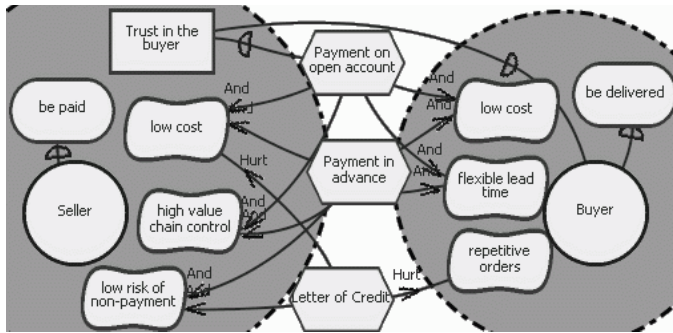 Trust in the
buyer
Payment on
open account
And
And
And
And
be paid
low cost
low cost
be delivered
Hurt
Payment in
advance
And
And
flexible lead
time
Seller
high value
chain control
And
And
Buyer
repetitive
orders
low risk of
non-payment
And
And
Letter of Credit
Hurt